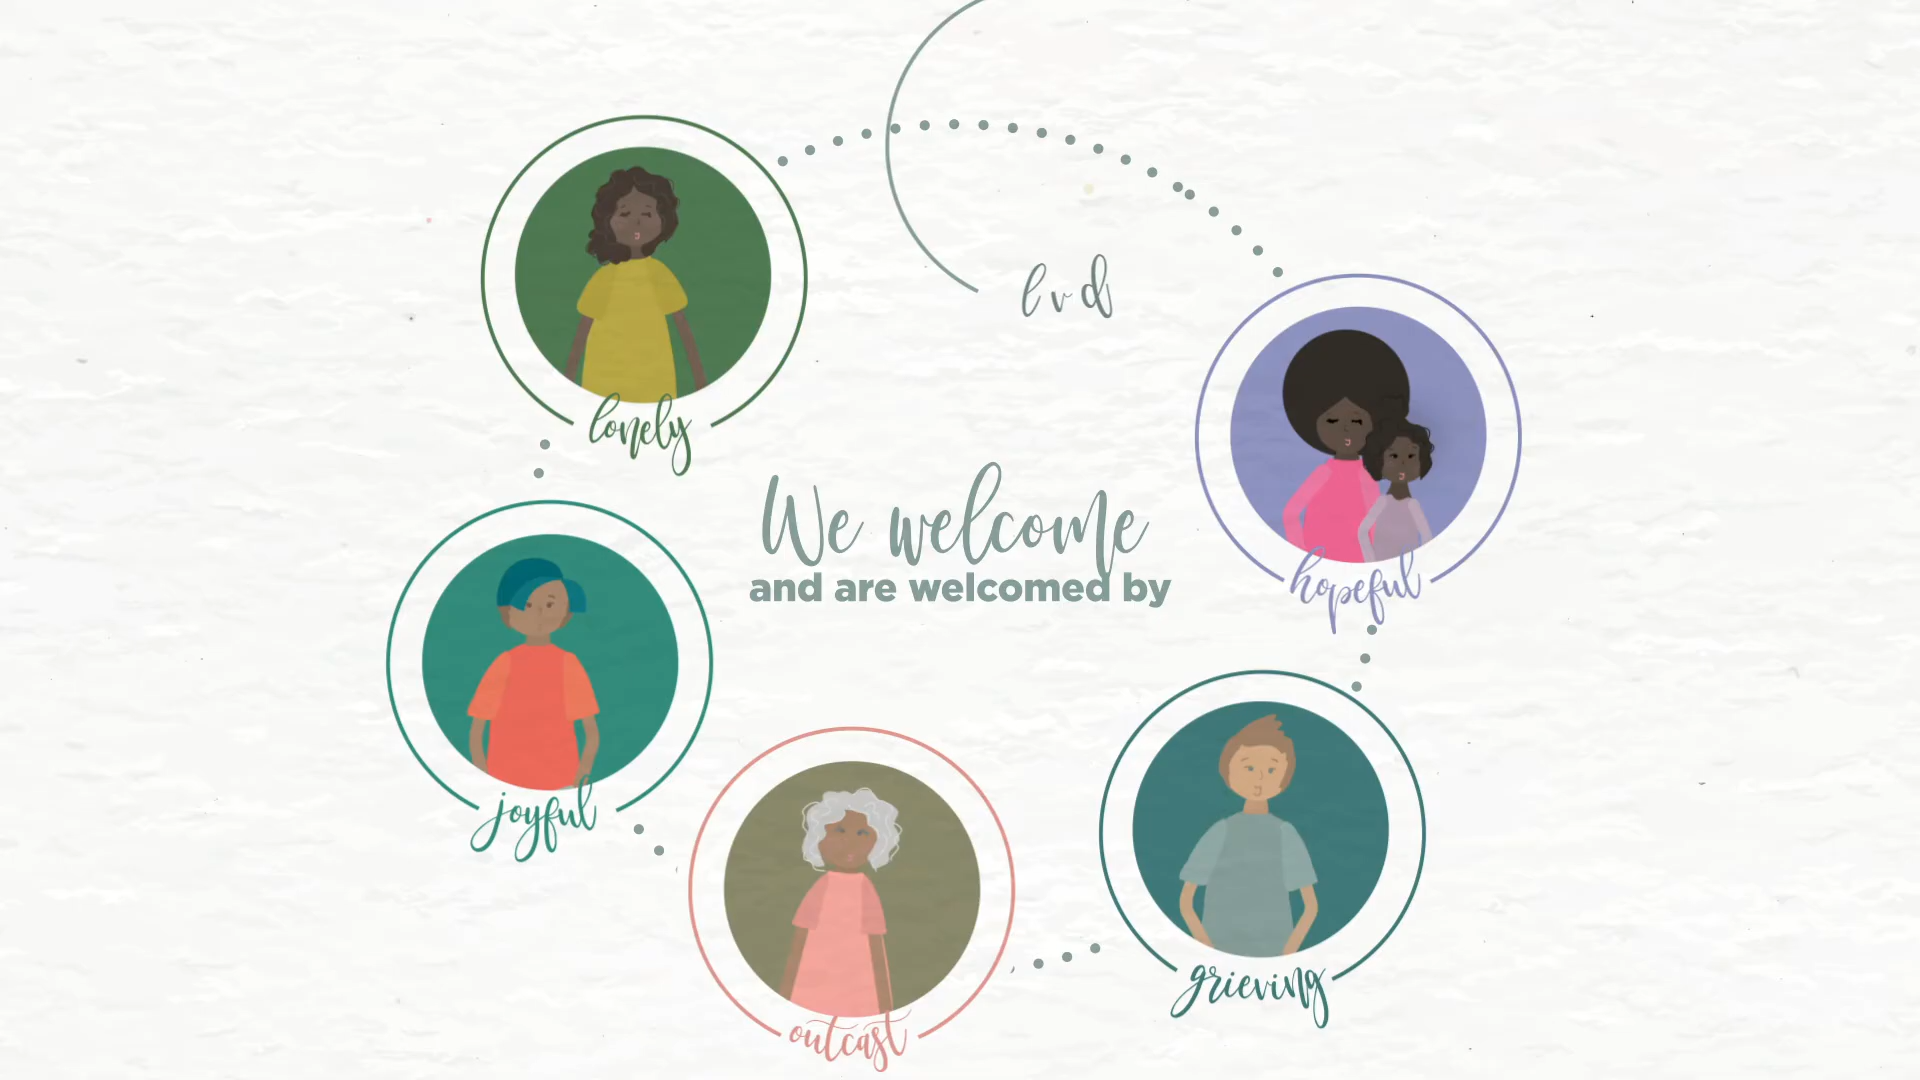 lonely
We welcome
and are welcomed by
hopeful
joyful
grieving
outcast